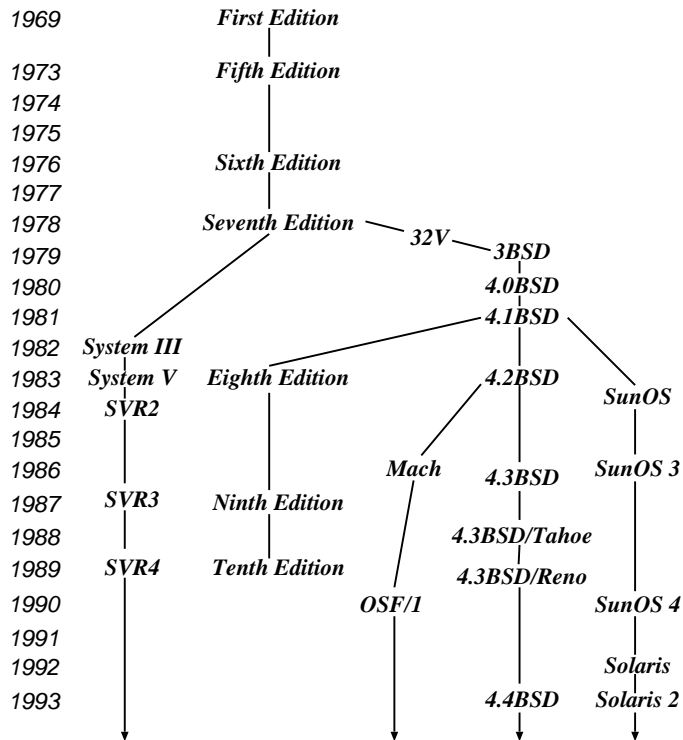 1969 First Edition
1973 Fifth Edition
1974
1975
1976 Sixth Edition
1977
1978 Seventh Edition
32V
1979 3BSD
1980 4.0BSD
1981 4.1BSD
1982 System III
1983 System V Eighth Edition 4.2BSD
1984 SVR2 SunOS
1985
1986 Mach 4.3BSD SunOS 3
1987 SVR3 Ninth Edition
1988 4.3BSD/Tahoe
1989 SVR4 Tenth Edition 4.3BSD/Reno
1990 OSF/1 SunOS 4
1991
1992 Solaris
1993 4.4BSD Solaris 2